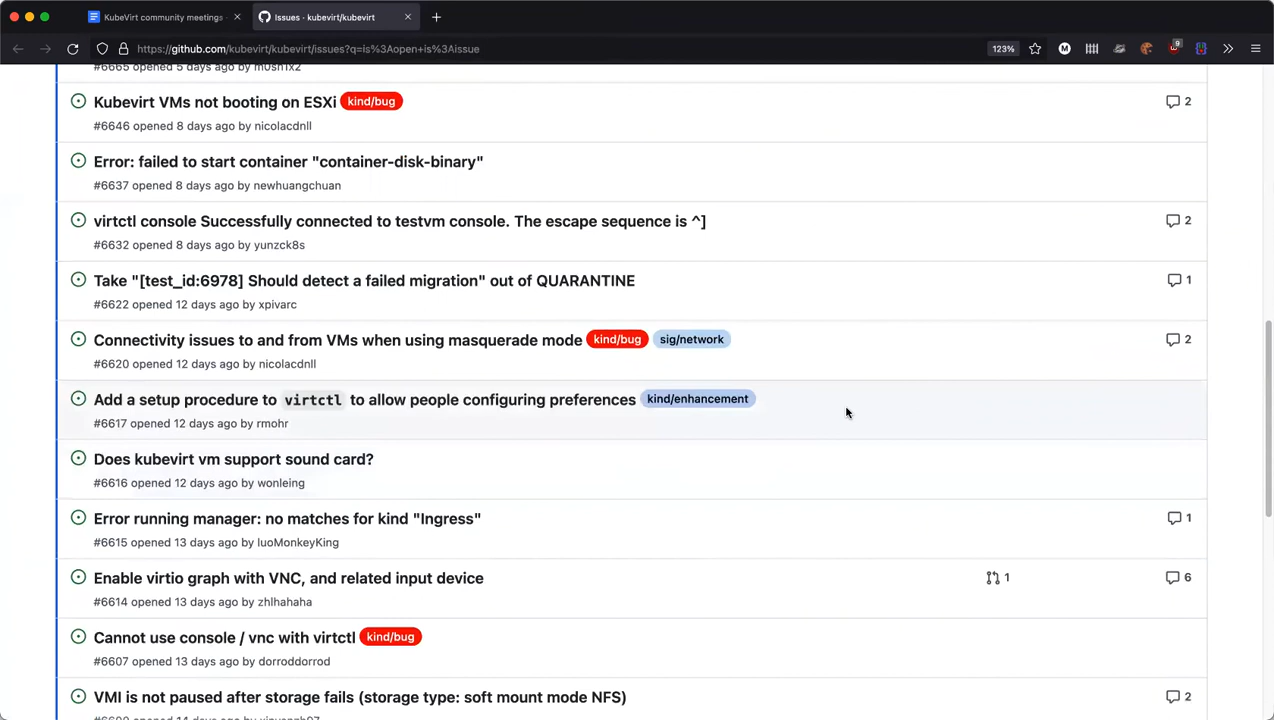 KubeVirt community meetings
Issues · kubevirt/kubevirt
https://github.com/kubevirt/kubevirt/issues?q=is%3Aopen+is%3Aissue
123%
9
#6665 opened 5 days ago by m0sh1x2
Kubevirt VMs not booting on ESXi kind/bug
2
#6646 opened 8 days ago by nicolacdnll
Error: failed to start container "container-disk-binary"
#6637 opened 8 days ago by newhuangchuan
virtctl console Successfully connected to testvm console. The escape sequence is ^]
2
#6632 opened 8 days ago by yunzck8s
Take "[test_id:6978] Should detect a failed migration" out of QUARANTINE
1
#6622 opened 12 days ago by xpivarc
Connectivity issues to and from VMs when using masquerade mode kind/bug sig/network
2
#6620 opened 12 days ago by nicolacdnll
Add a setup procedure to virtctl to allow people configuring preferences kind/enhancement
#6617 opened 12 days ago by rmohr
Does kubevirt vm support sound card?
#6616 opened 12 days ago by wonleing
Error running manager: no matches for kind "Ingress"
1
#6615 opened 13 days ago by luoMonkeyKing
Enable virtio graph with VNC, and related input device
1
6
#6614 opened 13 days ago by zhlhahaha
Cannot use console / vnc with virtctl kind/bug
#6607 opened 13 days ago by dorroddorrod
VMI is not paused after storage fails (storage type: soft mount mode NFS)
2